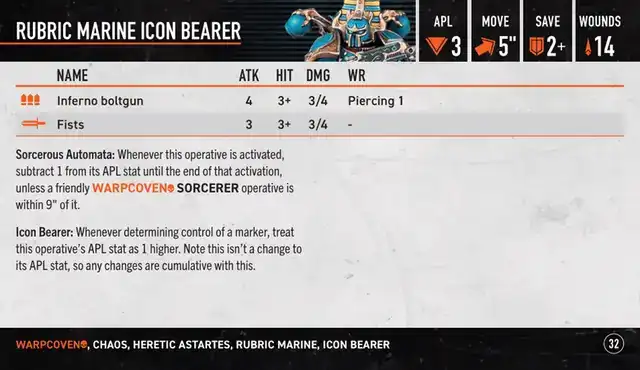 RUBRIC MARINE ICON BEARER
APL MOVE SAVE WOUNDS
3 5" 2+ 14
NAME ATK HIT DMG WR
Inferno boltgun 4 3+ 3/4 Piercing 1
Fists 3 3+ 3/4 -
Sorcerous Automata: Whenever this operative is activated,
subtract 1 from its APL stat until the end of that activation,
unless a friendly WARPCOVEN SORCERER operative is
within 9" of it.
Icon Bearer: Whenever determining control of a marker, treat
this operative's APL stat as 1 higher. Note this isn't a change to
its APL stat, so any changes are cumulative with this.
WARPCOVEN, CHAOS, HERETIC ASTARTES, RUBRIC MARINE, ICON BEARER
32